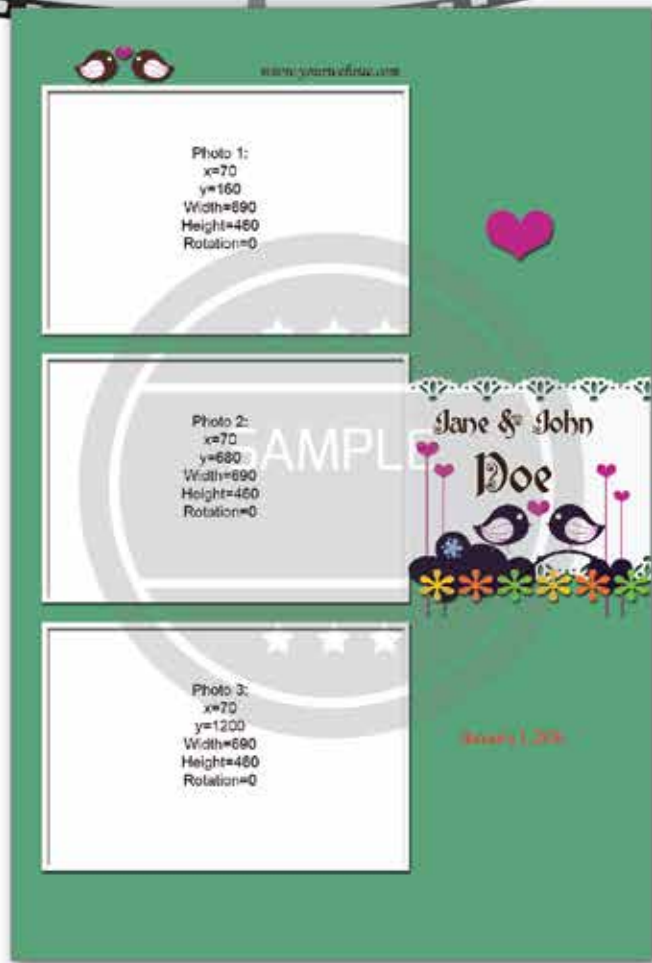 Photo 1:
x=70
y=160
Width=690
Height=460
Rotation=0
Photo 2:
x=70
y=680
Width=690
Height=460
Rotation=0
SAMPLE
Jane & John
Doe
Photo 3:
x=70
y=1200
Width=690
Height=460
Rotation=0